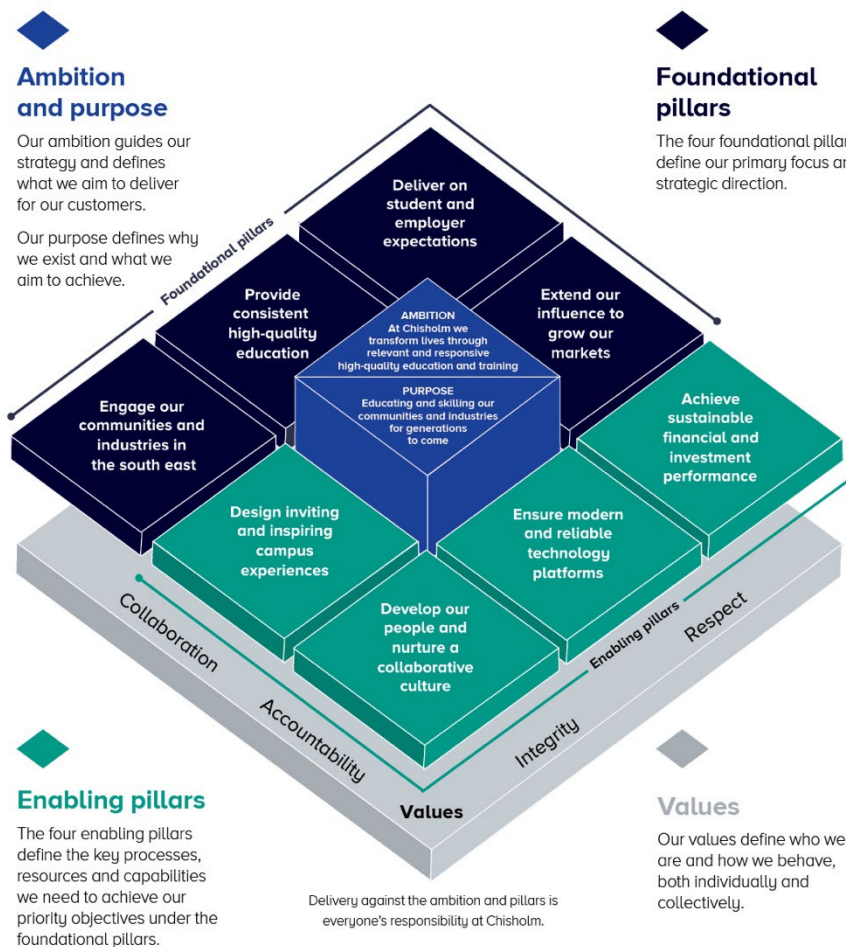 Ambition
and purpose
Our ambition guides our
strategy and defines
what we aim to deliver
for our customers.
Our purpose defines why
we exist and what we
aim to achieve.
Foundational
pillars
The four foundational
define our primary focus
strategic direction.
Foundational pillars
Deliver on
student and
employer
expectations
Provide
consistent
high-quality
education
Extend our
influence to
grow our
markets
Engage our
communities and
industries in
the south east
AMBITION
At Chisholm we
transform lives through
relevant and responsive
high-quality education and training
PURPOSE
Educating and skilling our
communities and industries
for generations
to come
Achieve
sustainable
financial and
investment
performance
Design inviting
and inspiring
campus
experiences
Ensure modern
and reliable
technology
platforms
Develop our
people and
nurture a
collaborative
culture
Enabling pillars
Collaboration
Accountability
Values
Integrity
Respect
Enabling pillars
The four enabling pillars
define the key processes,
resources and capabilities
we need to achieve our
priority objectives under the
foundational pillars.
Delivery against the ambition and pillars is
everyone's responsibility at Chisholm.
Values
Our values define who we
are and how we behave,
both individually and
collectively.